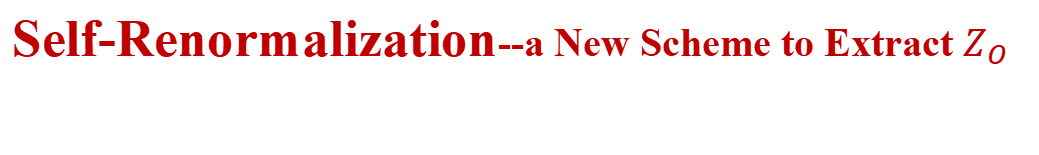 Self-Renormalization--a New Scheme to Extract $Z_O$